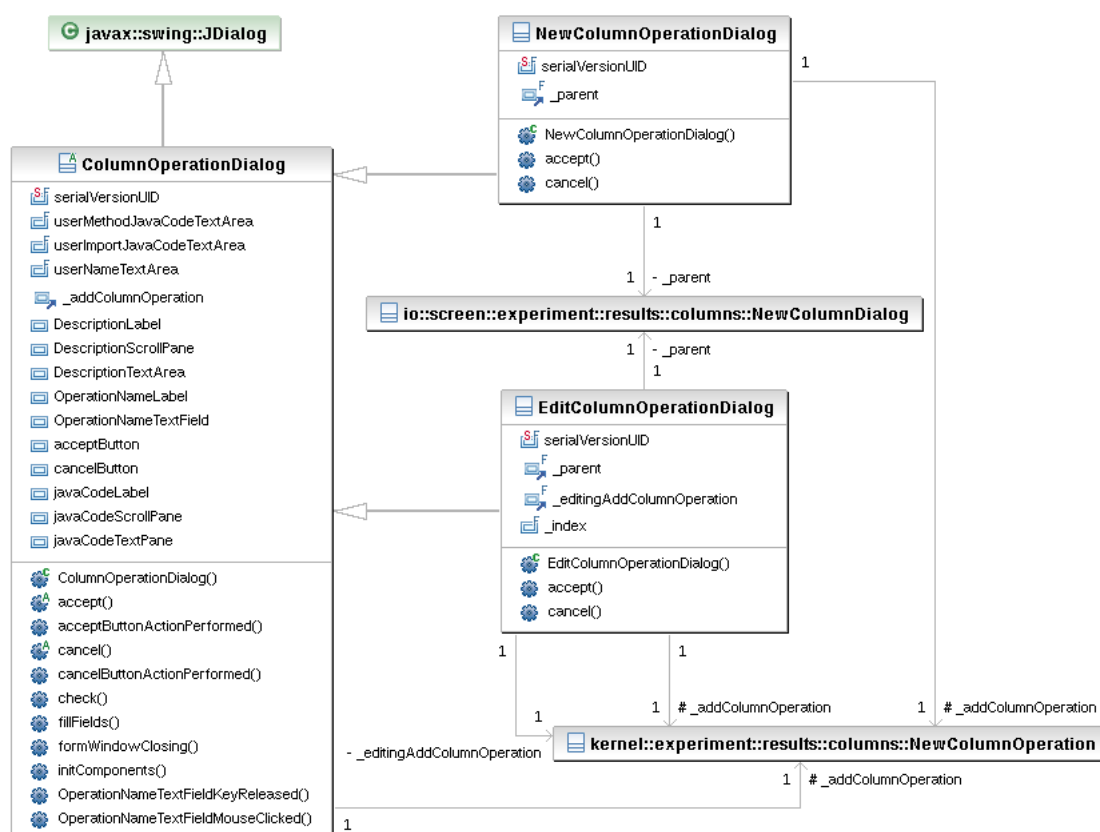 javax::swing::JDialog
ColumnOperationDialog
serialVersionUID
userMethodJavaCodeTextArea
userImportJavaCodeTextArea
userNameTextArea
_addColumnOperation
DescriptionLabel
DescriptionScrollPane
DescriptionTextArea
OperationNameLabel
OperationNameTextField
acceptButton
cancelButton
javaCodeLabel
javaCodeScrollPane
javaCodeTextPane
ColumnOperationDialog()
accept()
acceptButtonActionPerformed()
cancel()
cancelButtonActionPerformed()
check()
fillFields()
formWindowClosing()
initComponents()
OperationNameTextFieldKeyReleased()
OperationNameTextFieldMouseClicked()
NewColumnOperationDialog
serialVersionUID
_parent
NewColumnOperationDialog()
accept()
cancel()
1
1
1 - _parent
io::screen::experiment::results::columns::NewColumnDialog
1 - _parent
1
EditColumnOperationDialog
serialVersionUID
_parent
_editingAddColumnOperation
_index
EditColumnOperationDialog()
accept()
cancel()
1
1
1
1 # _addColumnOperation
1 # _addColumnOperation
- _editingAddColumnOperation
kernel::experiment::results::columns::NewColumnOperation
1 # _addColumnOperation
1